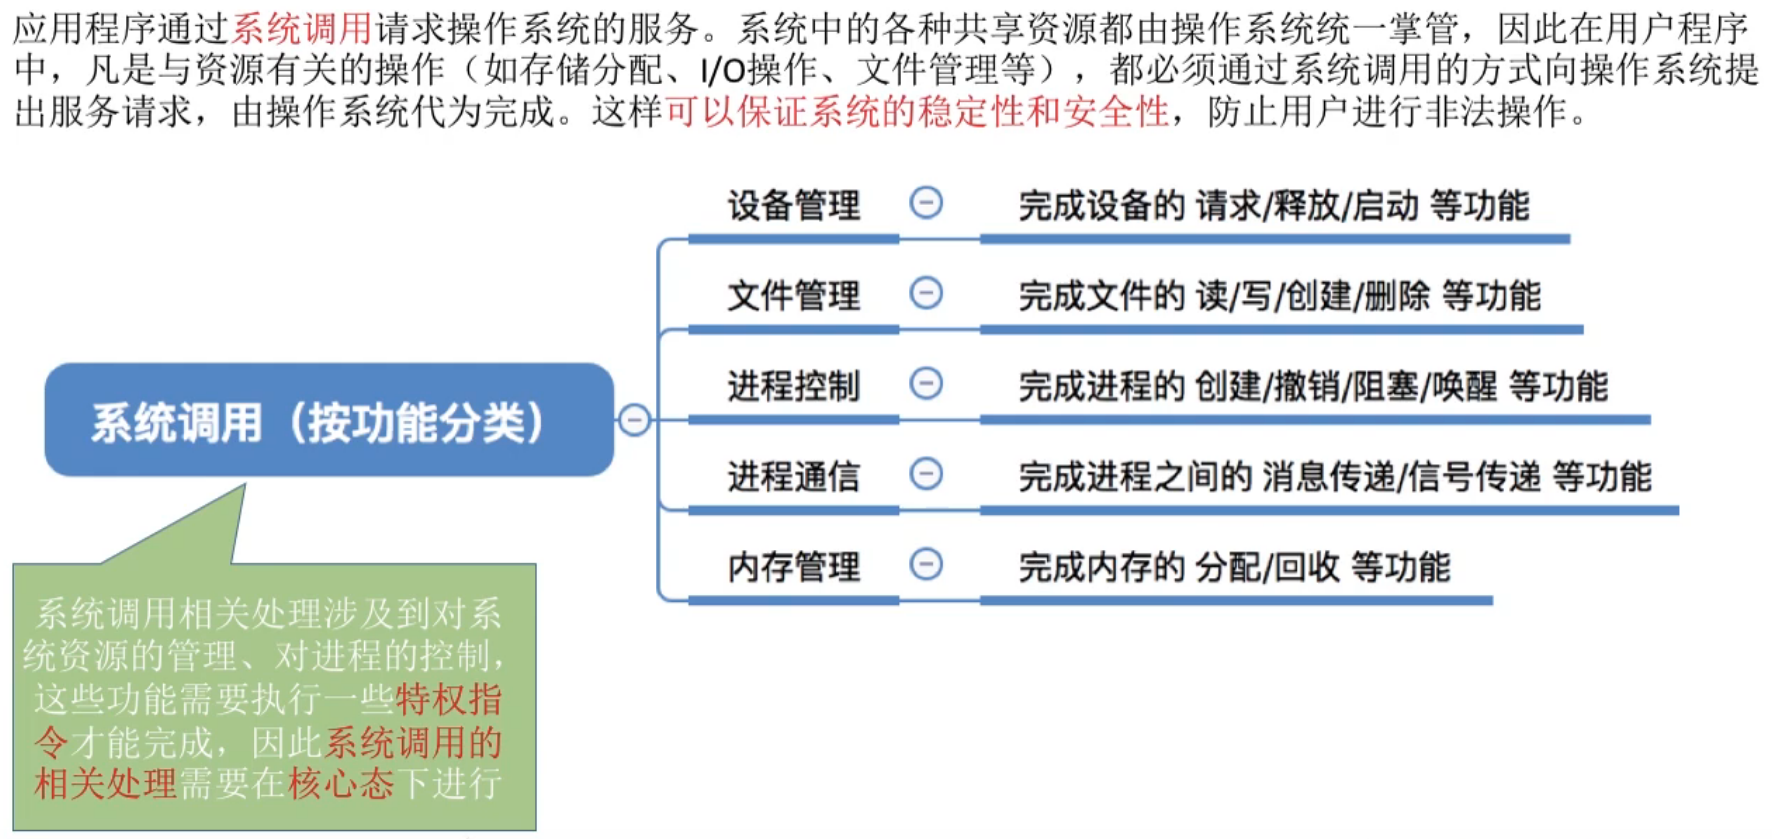 应用程序通过系统调用请求操作系统的服务。系统中的各种共享资源都由操作系统统一掌管，因此在用户程序
中，凡是与资源有关的操作（如存储分配、I/O操作、文件管理等），都必须通过系统调用的方式向操作系统提
出服务请求，由操作系统代为完成。这样可以保证系统的稳定性和安全性，防止用户进行非法操作。
系统调用（按功能分类）
设备管理 完成设备的 请求/释放/启动 等功能
文件管理 完成文件的 读/写/创建/删除 等功能
进程控制 完成进程的 创建/撤销/阻塞/唤醒 等功能
进程通信 完成进程之间的 消息传递/信号传递 等功能
内存管理 完成内存的 分配/回收 等功能
系统调用相关处理涉及到对系
统资源的管理、对进程的控制，
这些功能需要执行一些特权指
令才能完成，因此系统调用的
相关处理需要在核心态下进行